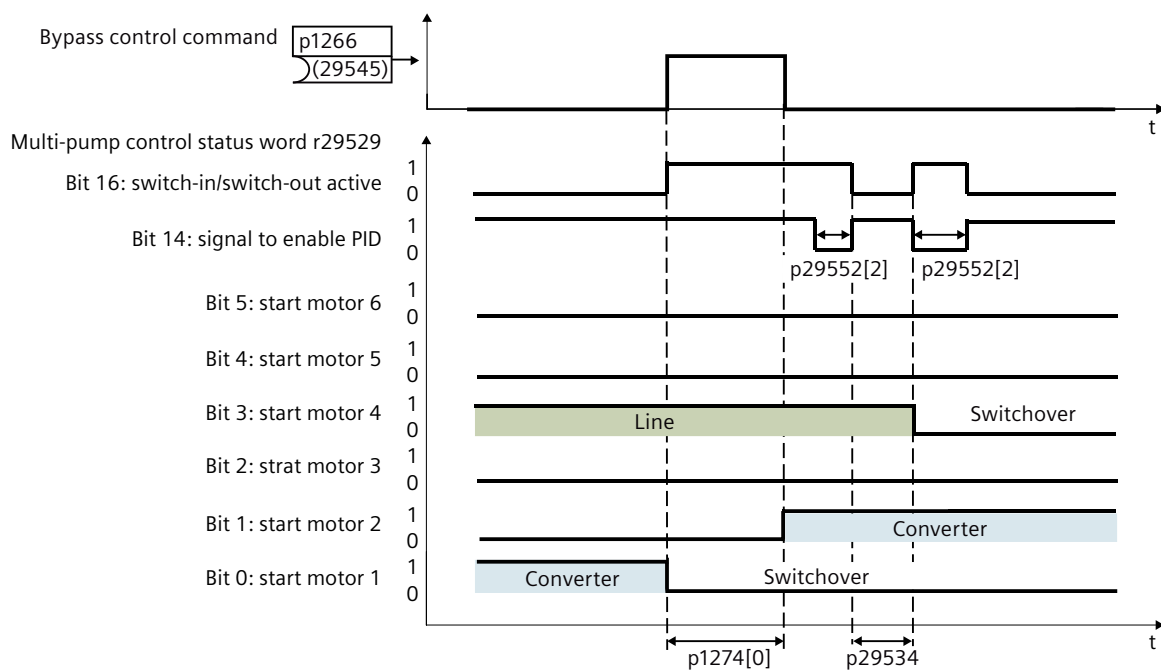 Bypass control command
p1266
(29545)
t
Multi-pump control status word r29529
Bit 16: switch-in/switch-out active
1
0
Bit 14: signal to enable PID
1
0
p29552[2]
p29552[2]
Bit 5: start motor 6
1
0
Bit 4: start motor 5
1
0
Bit 3: start motor 4
1
0
Line
Switchover
Bit 2: strat motor 3
1
0
Bit 1: start motor 2
1
0
Converter
Bit 0: start motor 1
1
0
Converter
Switchover
t
p1274[0]
p29534